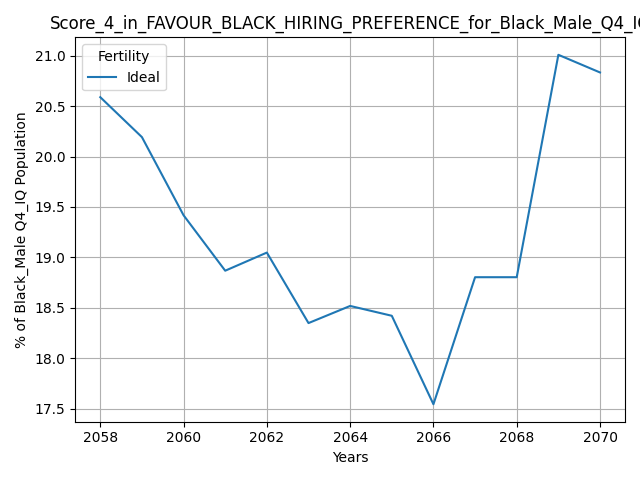 Score_4_in_FAVOUR_BLACK_HIRING_PREFERENCE_for_Black_Male_Q4_IQ
Fertility
Ideal
21.0
20.5
20.0
19.5
19.0
18.5
18.0
17.5
% of Black_Male Q4_IQ Population
2058 2060 2062 2064 2066 2068 2070
Years